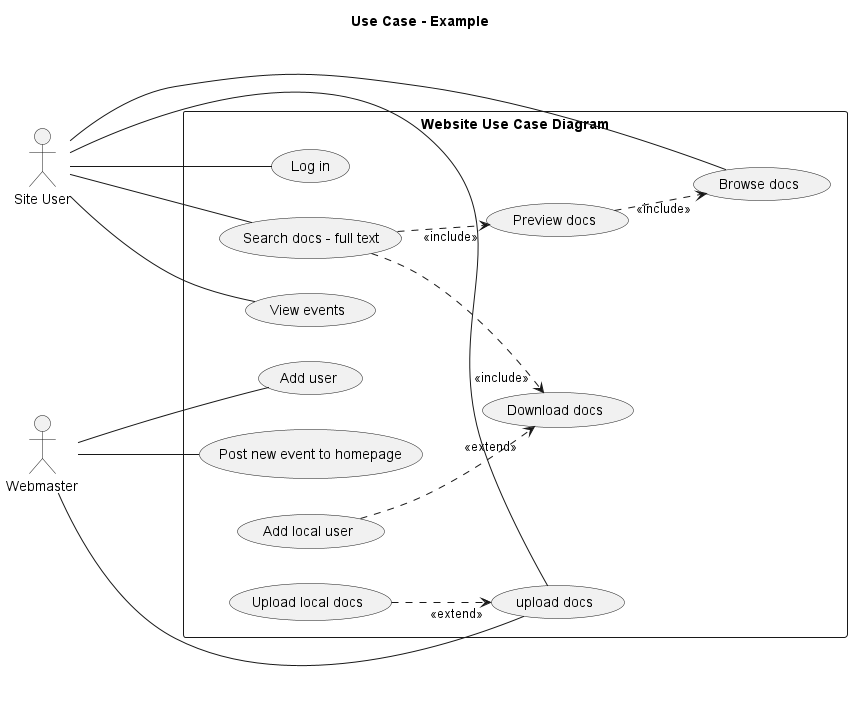 Use Case - Example
Website Use Case Diagram
Site User
Log in
Search docs - full text
«include»
Preview docs
«include»
Browse docs
View events
Add user
«include»
Download docs
«extend»
Webmaster
Post new event to homepage
Add local user
Upload local docs
«extend»
upload docs